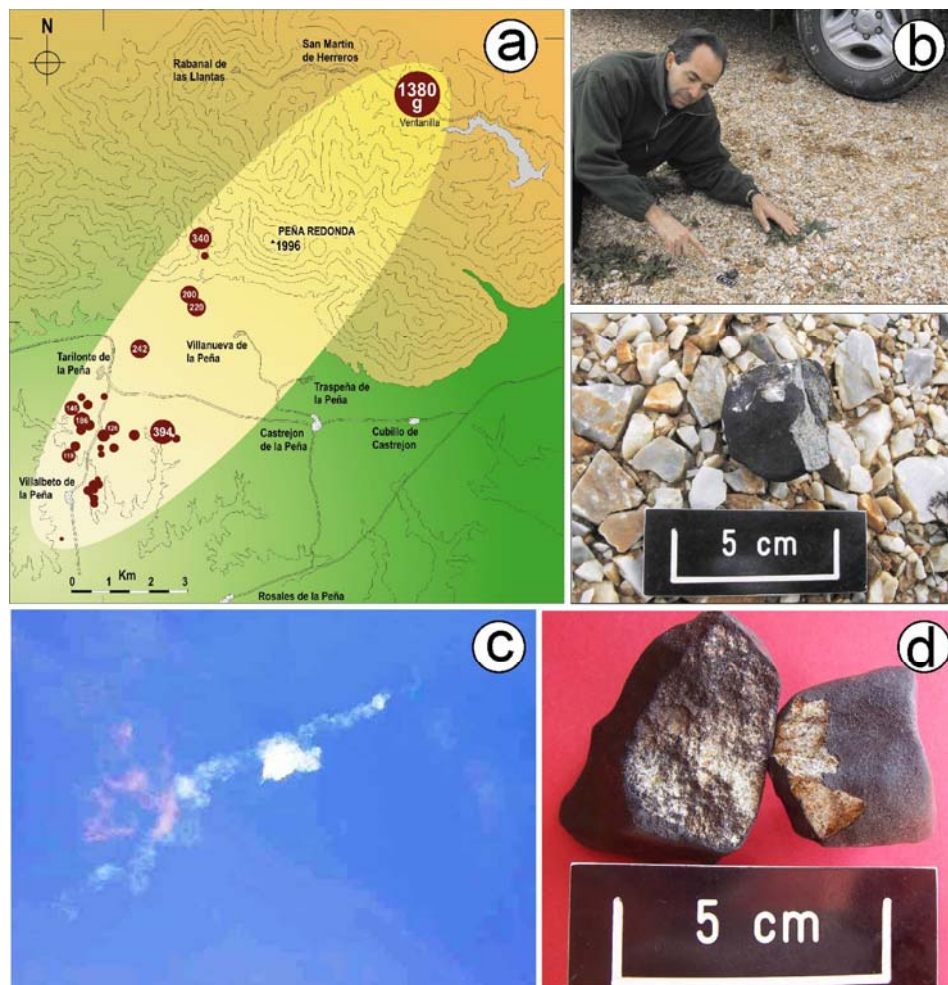 a
N
San Martín
de Herreros
Rabanal de
las Llantas
1380
g
Ventanilla
340
PEÑA REDONDA
1996
200
220
242
Villanueva de
la Peña
Tarilonte de
la Peña
Traspeña de
la Peña
394
Castrejon de
la Peña
Cubillo de
Castrejon
Villalbeto de
la Peña
Km
0 1 2 3
Rosales de la Peña
b
5 cm
c
d
5 cm